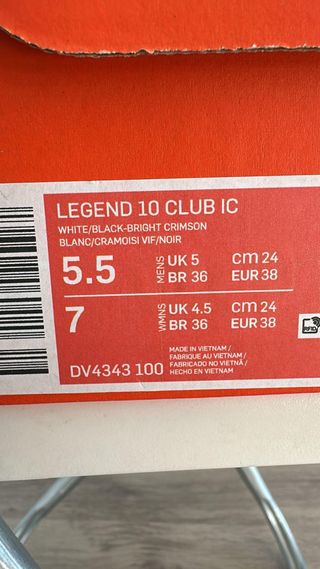 LEGEND 10 CLUB IC
WHITE/BLACK-BRIGHT CRIMSON
BLANC/CRAMOISI VIF/NOIR
5.5 MENS UK 5 cm 24
BR 36 EUR 38
7 WMNS UK 4.5 cm 24
BR 36 EUR 38
DV4343 100
MADE IN VIETNAM /
FABRIQUE AU VIETNAM /
FABRICADO NO VIETNÃ /
HECHO EN VIETNAM